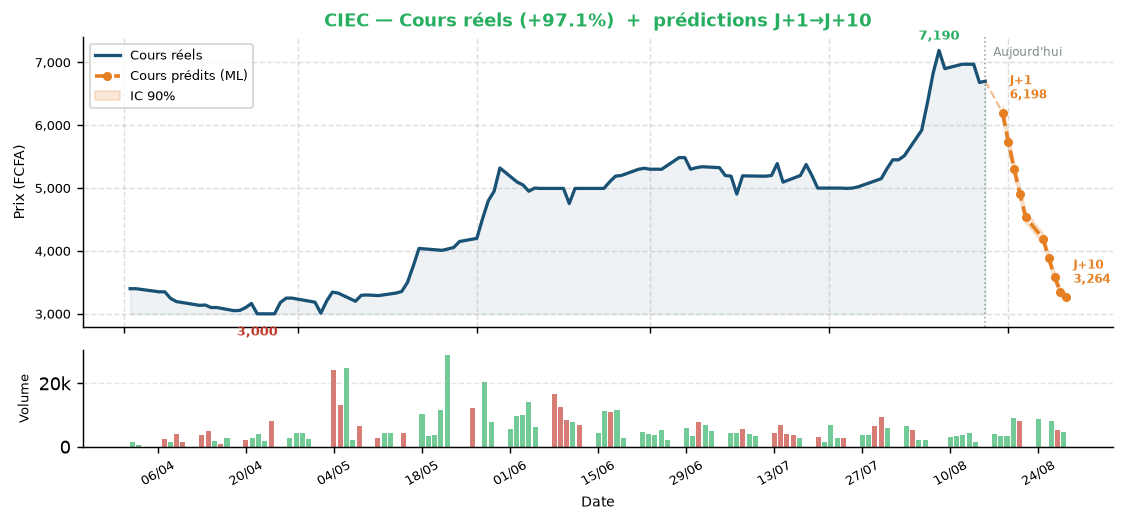 CIEC — Cours réels (+97.1%)  +  prédictions J+1→J+10
Cours réels
Cours prédits (ML)
IC 90%
7,190
Aujourd'hui
J+1
6,198
J+10
3,264
3,000
Prix (FCFA)
7,000
6,000
5,000
4,000
3,000
Volume
20k
0
06/04
20/04
04/05
18/05
01/06
15/06
29/06
13/07
27/07
10/08
24/08
Date